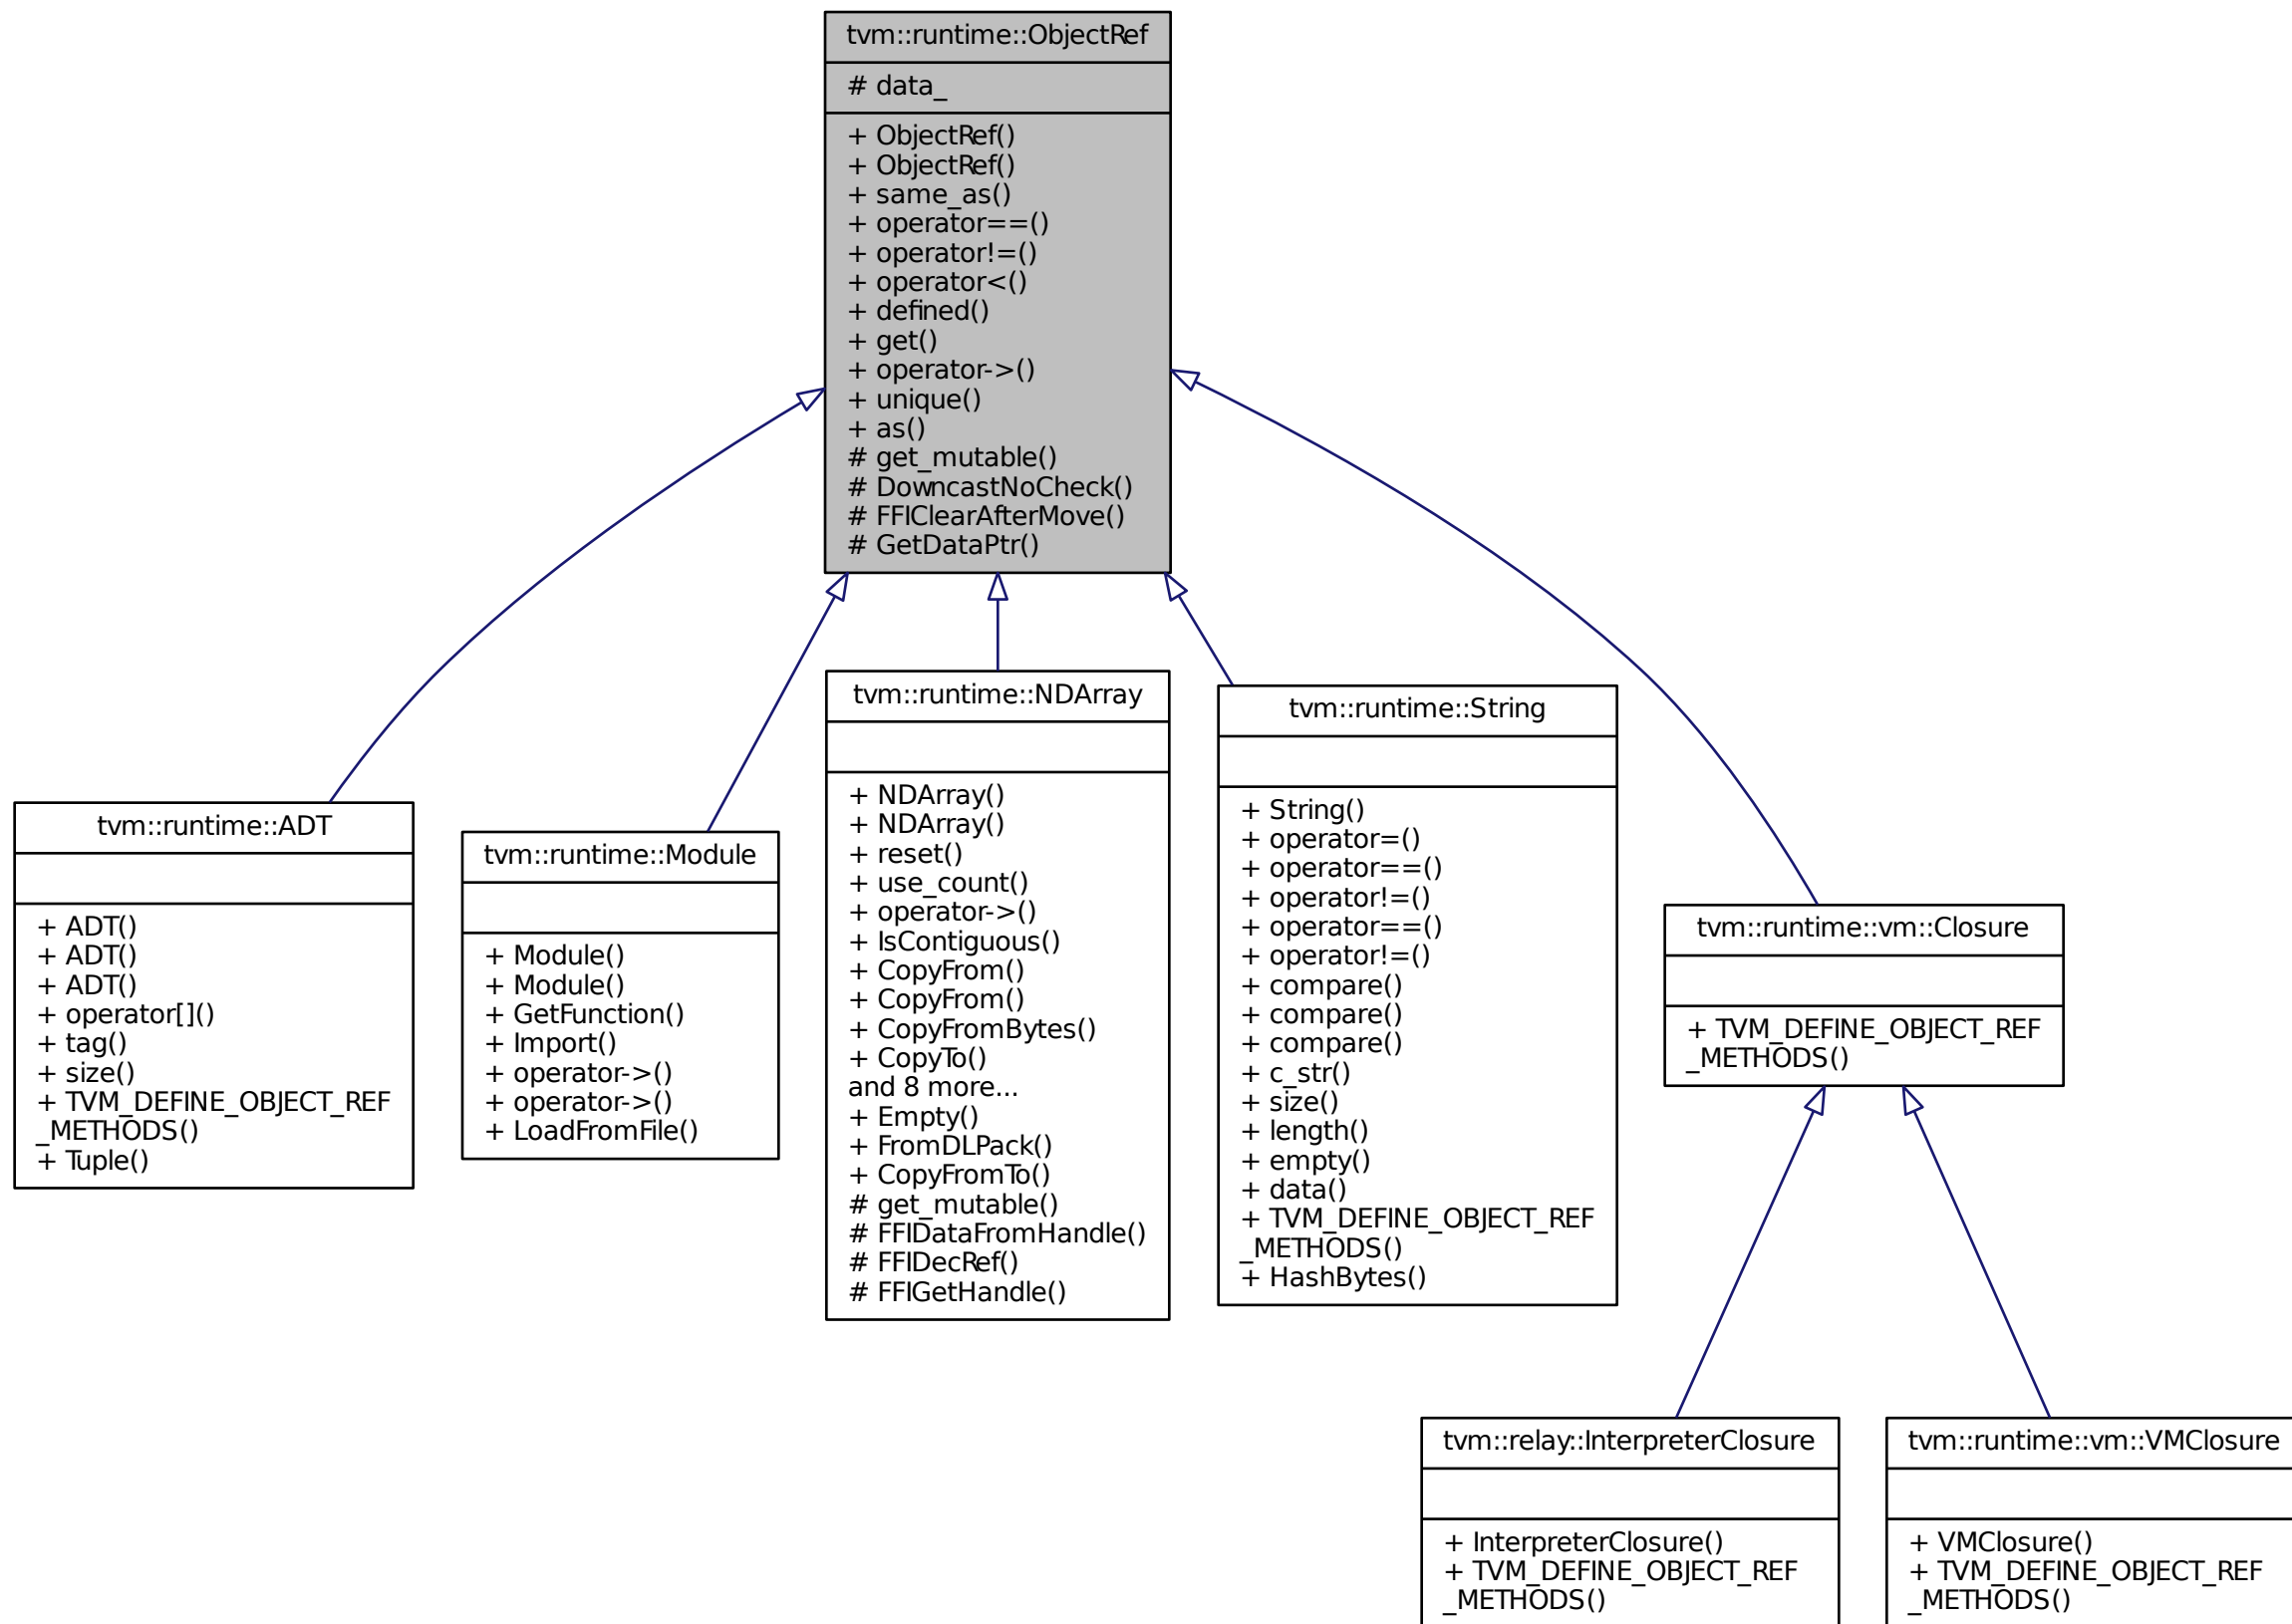 tvm::runtime::ObjectRef
# data_
+ ObjectRef()
+ ObjectRef()
+ same_as()
+ operator==()
+ operator!=()
+ operator<()
+ defined()
+ get()
+ operator->()
+ unique()
+ as()
# get_mutable()
# DowncastNoCheck()
# FFIClearAfterMove()
# GetDataPtr()
tvm::runtime::ADT
+ ADT()
+ ADT()
+ ADT()
+ operator[]()
+ tag()
+ size()
+ TVM_DEFINE_OBJECT_REF
_METHODS()
+ Tuple()
tvm::runtime::Module
+ Module()
+ Module()
+ GetFunction()
+ Import()
+ operator->()
+ operator->()
+ LoadFromFile()
tvm::runtime::NDArray
+ NDArray()
+ NDArray()
+ reset()
+ use_count()
+ operator->()
+ IsContiguous()
+ CopyFrom()
+ CopyFrom()
+ CopyFromBytes()
+ CopyTo()
and 8 more...
+ Empty()
+ FromDLPack()
+ CopyFromTo()
# get_mutable()
# FFIDataFromHandle()
# FFIDecRef()
# FFIGetHandle()
tvm::runtime::String
+ String()
+ operator=()
+ operator==()
+ operator!=()
+ operator==()
+ operator!=()
+ compare()
+ compare()
+ compare()
+ c_str()
+ size()
+ length()
+ empty()
+ data()
+ TVM_DEFINE_OBJECT_REF
_METHODS()
+ HashBytes()
tvm::runtime::vm::Closure
+ TVM_DEFINE_OBJECT_REF
_METHODS()
tvm::relay::InterpreterClosure
+ InterpreterClosure()
+ TVM_DEFINE_OBJECT_REF
_METHODS()
tvm::runtime::vm::VMClosure
+ VMClosure()
+ TVM_DEFINE_OBJECT_REF
_METHODS()